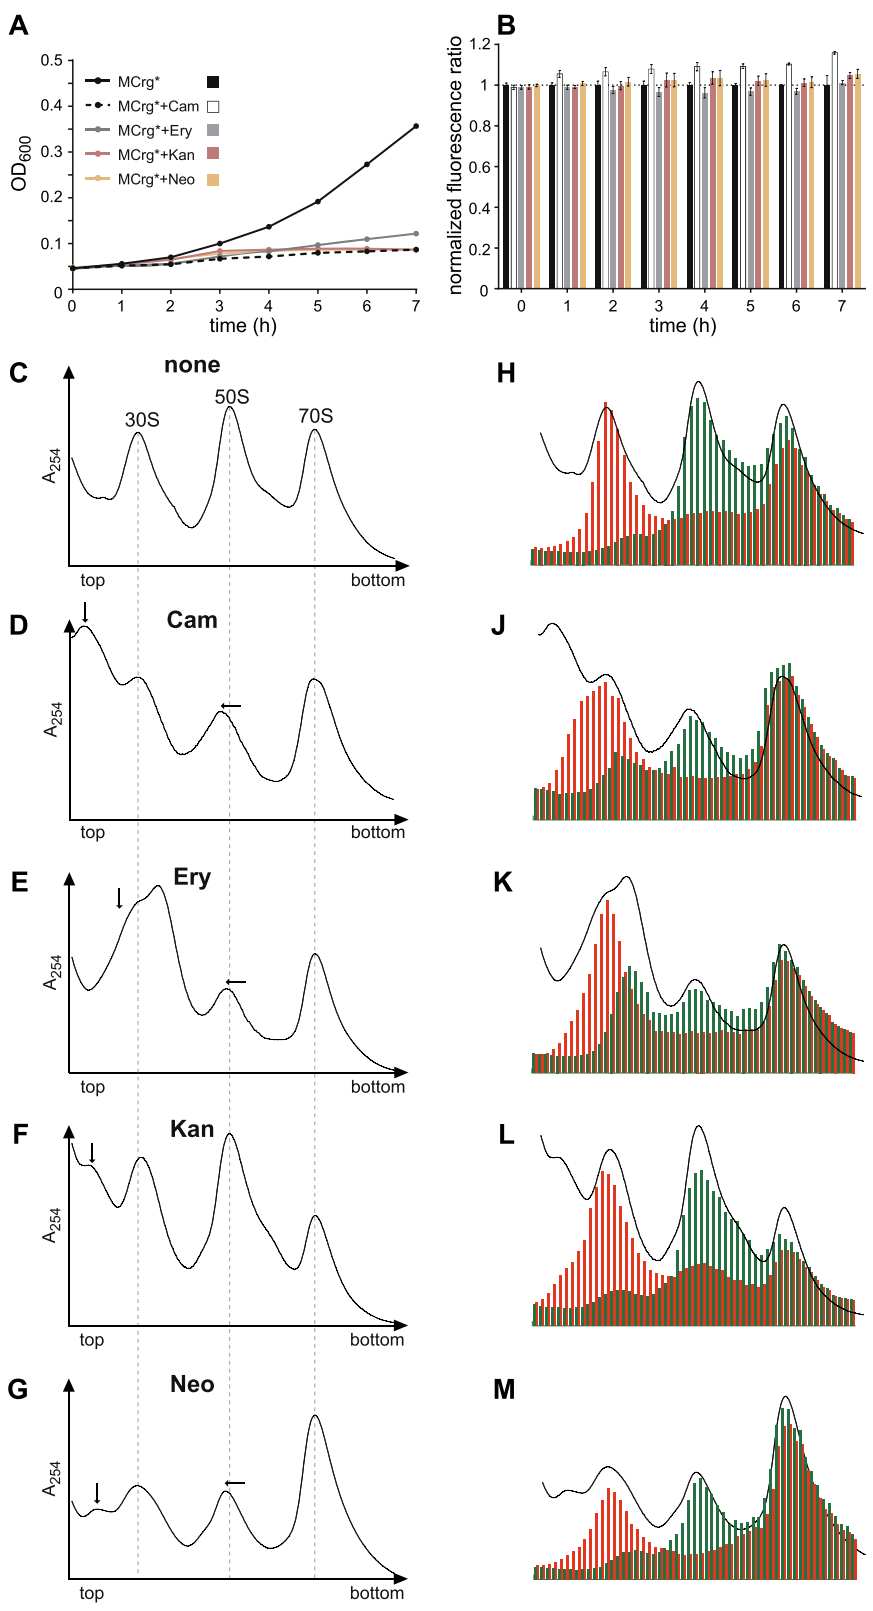 A
0.5
0.4
0.3
0.2
0.1
0
OD600
MCrg*
MCrg*+Cam
MCrg*+Ery
MCrg*+Kan
MCrg*+Neo
0 1 2 3 4 5 6 7
time (h)
B
1.2
1
0.8
0.6
0.4
0.2
0
normalized fluorescence ratio
0 1 2 3 4 5 6 7
time (h)
C
none
A254
30S
50S
70S
top
bottom
H
D
Cam
A254
top
bottom
J
E
Ery
A254
top
bottom
K
F
Kan
A254
top
bottom
L
G
Neo
A254
top
bottom
M